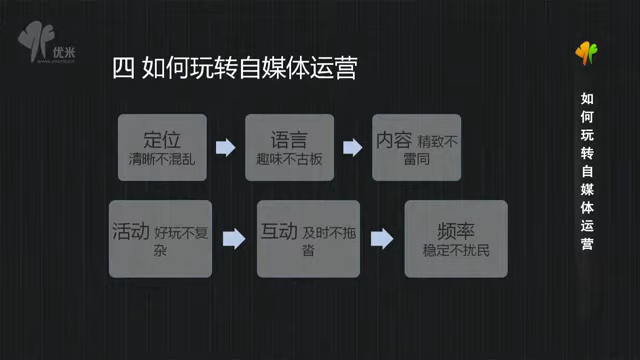 优米
www.youmi.cn
四 如何玩转自媒体运营
定位
清晰不混乱
语言
趣味不古板
内容 精致不
雷同
活动 好玩不复
杂
互动 及时不拖
沓
频率
稳定不扰民
如何玩转自媒体运营